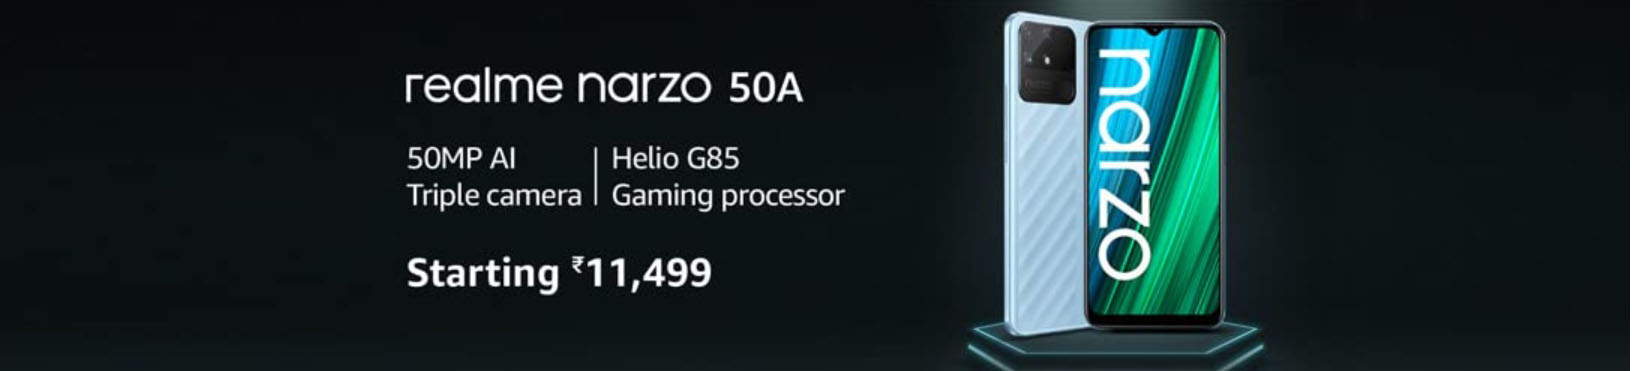 realme narzo 50A
50MP AI
Triple camera
Helio G85
Gaming processor
Starting ₹11,499
narzo